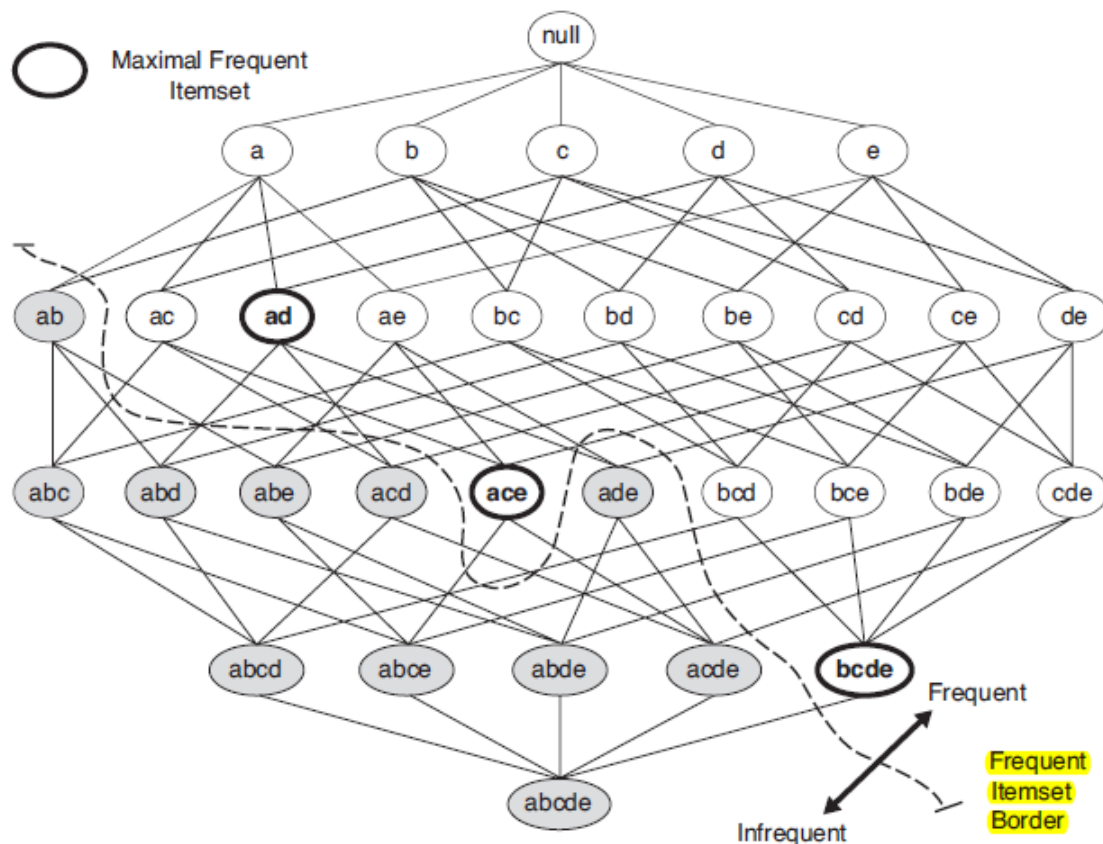 null
Maximal Frequent
Itemset
a b c d e
ab ac ad ae bc bd be cd ce de
abc abd abe acd ace ade bcd bce bde cde
abcd abce abde acde bcde
Frequent
Frequent
Itemset
Border
abcde
Infrequent